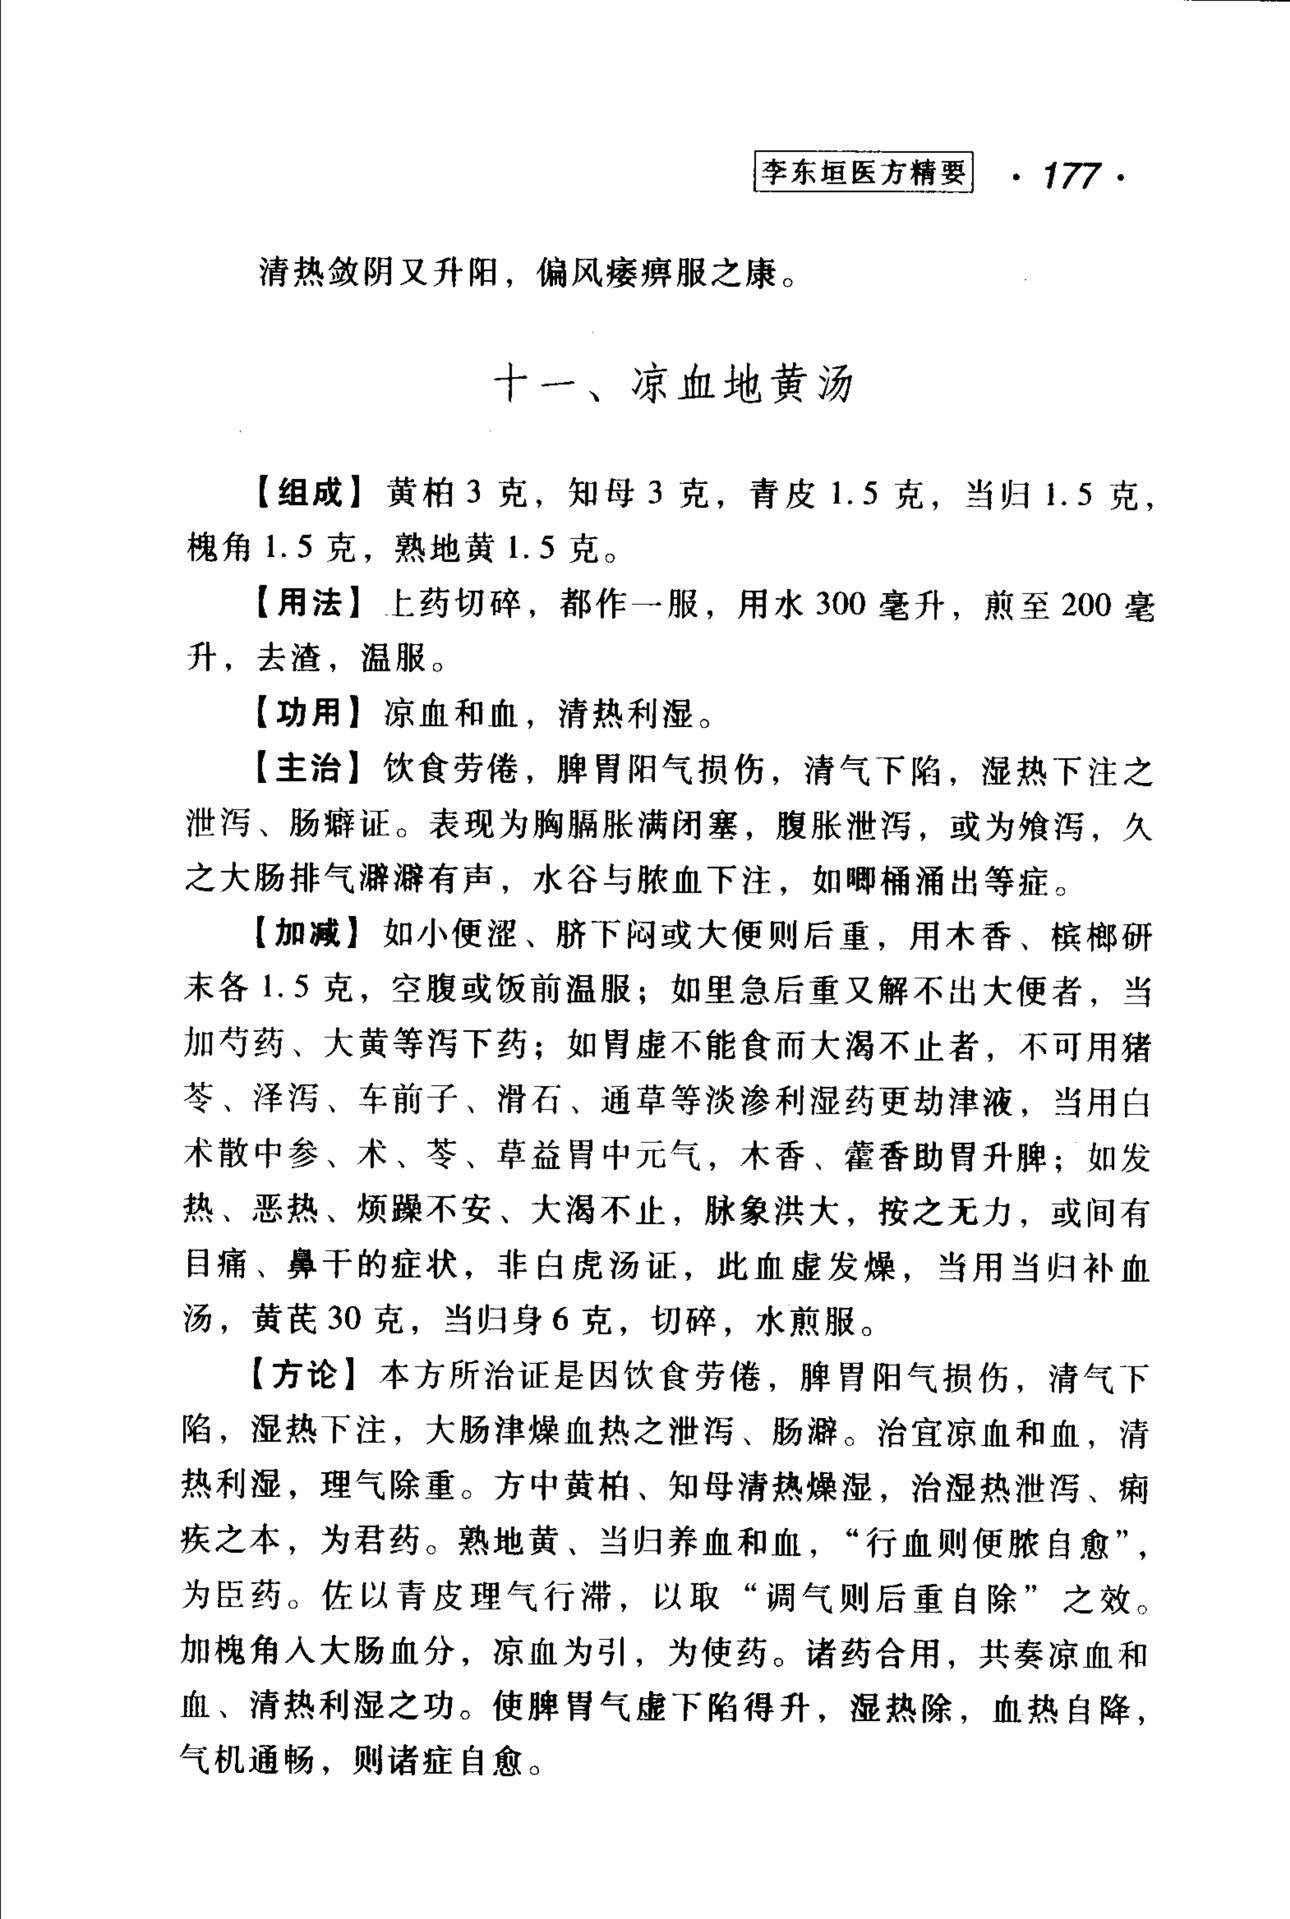 李东垣医方精要 · 177 ·
清热敛阴又升阳，偏风痿痹服之康。
十一、凉血地黄汤
【组成】黄柏3克，知母3克，青皮1.5克，当归1.5克，
槐角1.5克，熟地黄1.5克。
【用法】上药切碎，都作一服，用水300毫升，煎至200毫
升，去渣，温服。
【功用】凉血和血，清热利湿。
【主治】饮食劳倦，脾胃阳气损伤，清气下陷，湿热下注之
泄泻、肠癖证。表现为胸膈胀满闭塞，腹胀泄泻，或为飧泻，久
之大肠排气澼澼有声，水谷与脓血下注，如唧桶涌出等症。
【加减】如小便涩、脐下闷或大便则后重，用木香、槟榔研
末各1.5克，空腹或饭前温服；如里急后重又解不出大便者，当
加芍药、大黄等泻下药；如胃虚不能食而大渴不止者，不可用猪
苓、泽泻、车前子、滑石、通草等淡渗利湿药更劫津液，当用白
术散中参、术、苓、草益胃中元气，木香、藿香助胃升脾；如发
热、恶热、烦躁不安、大渴不止，脉象洪大，按之无力，或间有
目痛、鼻干的症状，非白虎汤证，此血虚发燥，当用当归补血
汤，黄芪30克，当归身6克，切碎，水煎服。
【方论】本方所治证是因饮食劳倦，脾胃阳气损伤，清气下
陷，湿热下注，大肠津燥血热之泄泻、肠澼。治宜凉血和血，清
热利湿，理气除重。方中黄柏、知母清热燥湿，治湿热泄泻、痢
疾之本，为君药。熟地黄、当归养血和血，“行血则便脓自愈”，
为臣药。佐以青皮理气行滞，以取“调气则后重自除”之效。
加槐角入大肠血分，凉血为引，为使药。诸药合用，共奏凉血和
血、清热利湿之功。使脾胃气虚下陷得升，湿热除，血热自降，
气机通畅，则诸症自愈。